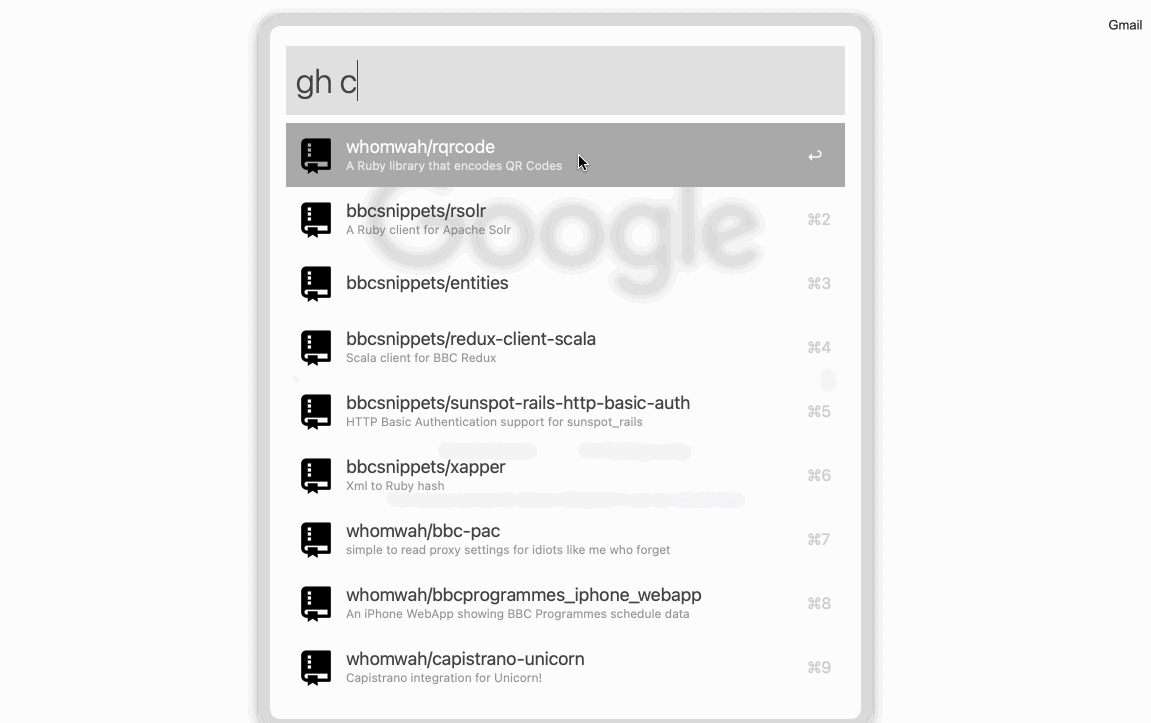 Gmail
gh c
whomwah/rqrcode
A Ruby library that encodes QR Codes
↩
bbcsnippets/rsolr
A Ruby client for Apache Solr
⌘2
Google
bbcsnippets/entities
⌘3
bbcsnippets/redux-client-scala
Scala client for BBC Redux
⌘4
bbcsnippets/sunspot-rails-http-basic-auth
HTTP Basic Authentication support for sunspot_rails
⌘5
bbcsnippets/xapper
Xml to Ruby hash
⌘6
whomwah/bbc-pac
simple to read proxy settings for idiots like me who forget
⌘7
whomwah/bbcprogrammes_iphone_webapp
An iPhone WebApp showing BBC Programmes schedule data
⌘8
whomwah/capistrano-unicorn
Capistrano integration for Unicorn!
⌘9